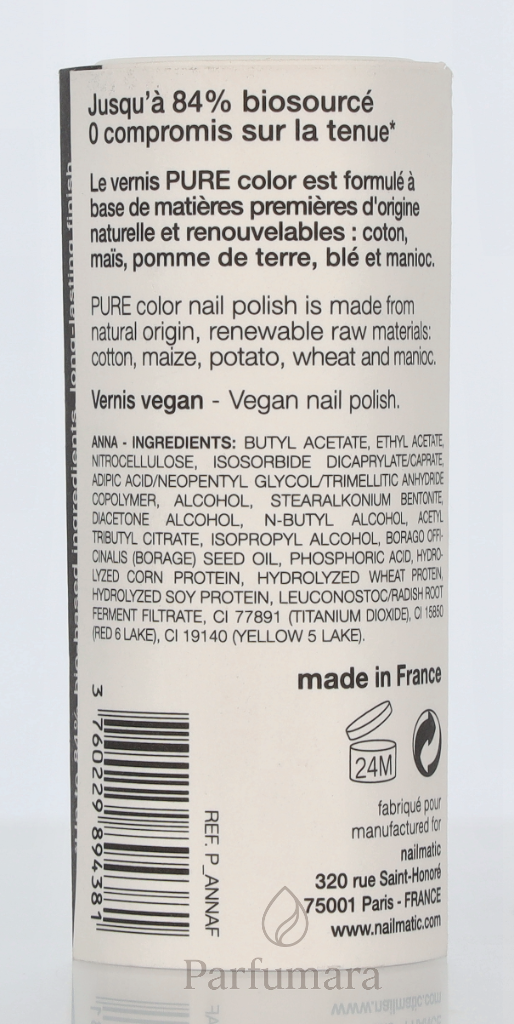 Jusqu'à 84% biosourcé
0 compromis sur la tenue*
Le vernis PURE color est formulé à
base de matières premières d'origine
naturelle et renouvelables : coton,
maïs, pomme de terre, blé et manioc.
PURE color nail polish is made from
natural origin, renewable raw materials:
cotton, maize, potato, wheat and manioc.
Vernis vegan - Vegan nail polish.
ANNA - INGREDIENTS: BUTYL ACETATE, ETHYL ACETATE,
NITROCELLULOSE, ISOSORBIDE DICAPRYLATE/CAPRATE,
ADIPIC ACID/NEOPENTYL GLYCOL/TRIMELLITIC ANHYDRIDE
COPOLYMER, ALCOHOL, STEARALKONIUM BENTONITE,
DIACETONE ALCOHOL, N-BUTYL ALCOHOL, ACETYL
TRIBUTYL CITRATE, ISOPROPYL ALCOHOL, BORAGO OFFI-
CINALIS (BORAGE) SEED OIL, PHOSPHORIC ACID, HYDRO-
LYZED CORN PROTEIN, HYDROLYZED WHEAT PROTEIN,
HYDROLYZED SOY PROTEIN, LEUCONOSTOC/RADISH ROOT
FERMENT FILTRATE, CI 77891 (TITANIUM DIOXIDE), CI 15850
(RED 6 LAKE), CI 19140 (YELLOW 5 LAKE).
made in France
24M
fabriqué pour
manufactured for
nailmatic
320 rue Saint-Honoré
75001 Paris - FRANCE
www.nailmatic.com
3 760229 894381
REF. P_ANNAF
84% bio-based ingredients, long-lasting finish
Parfumara